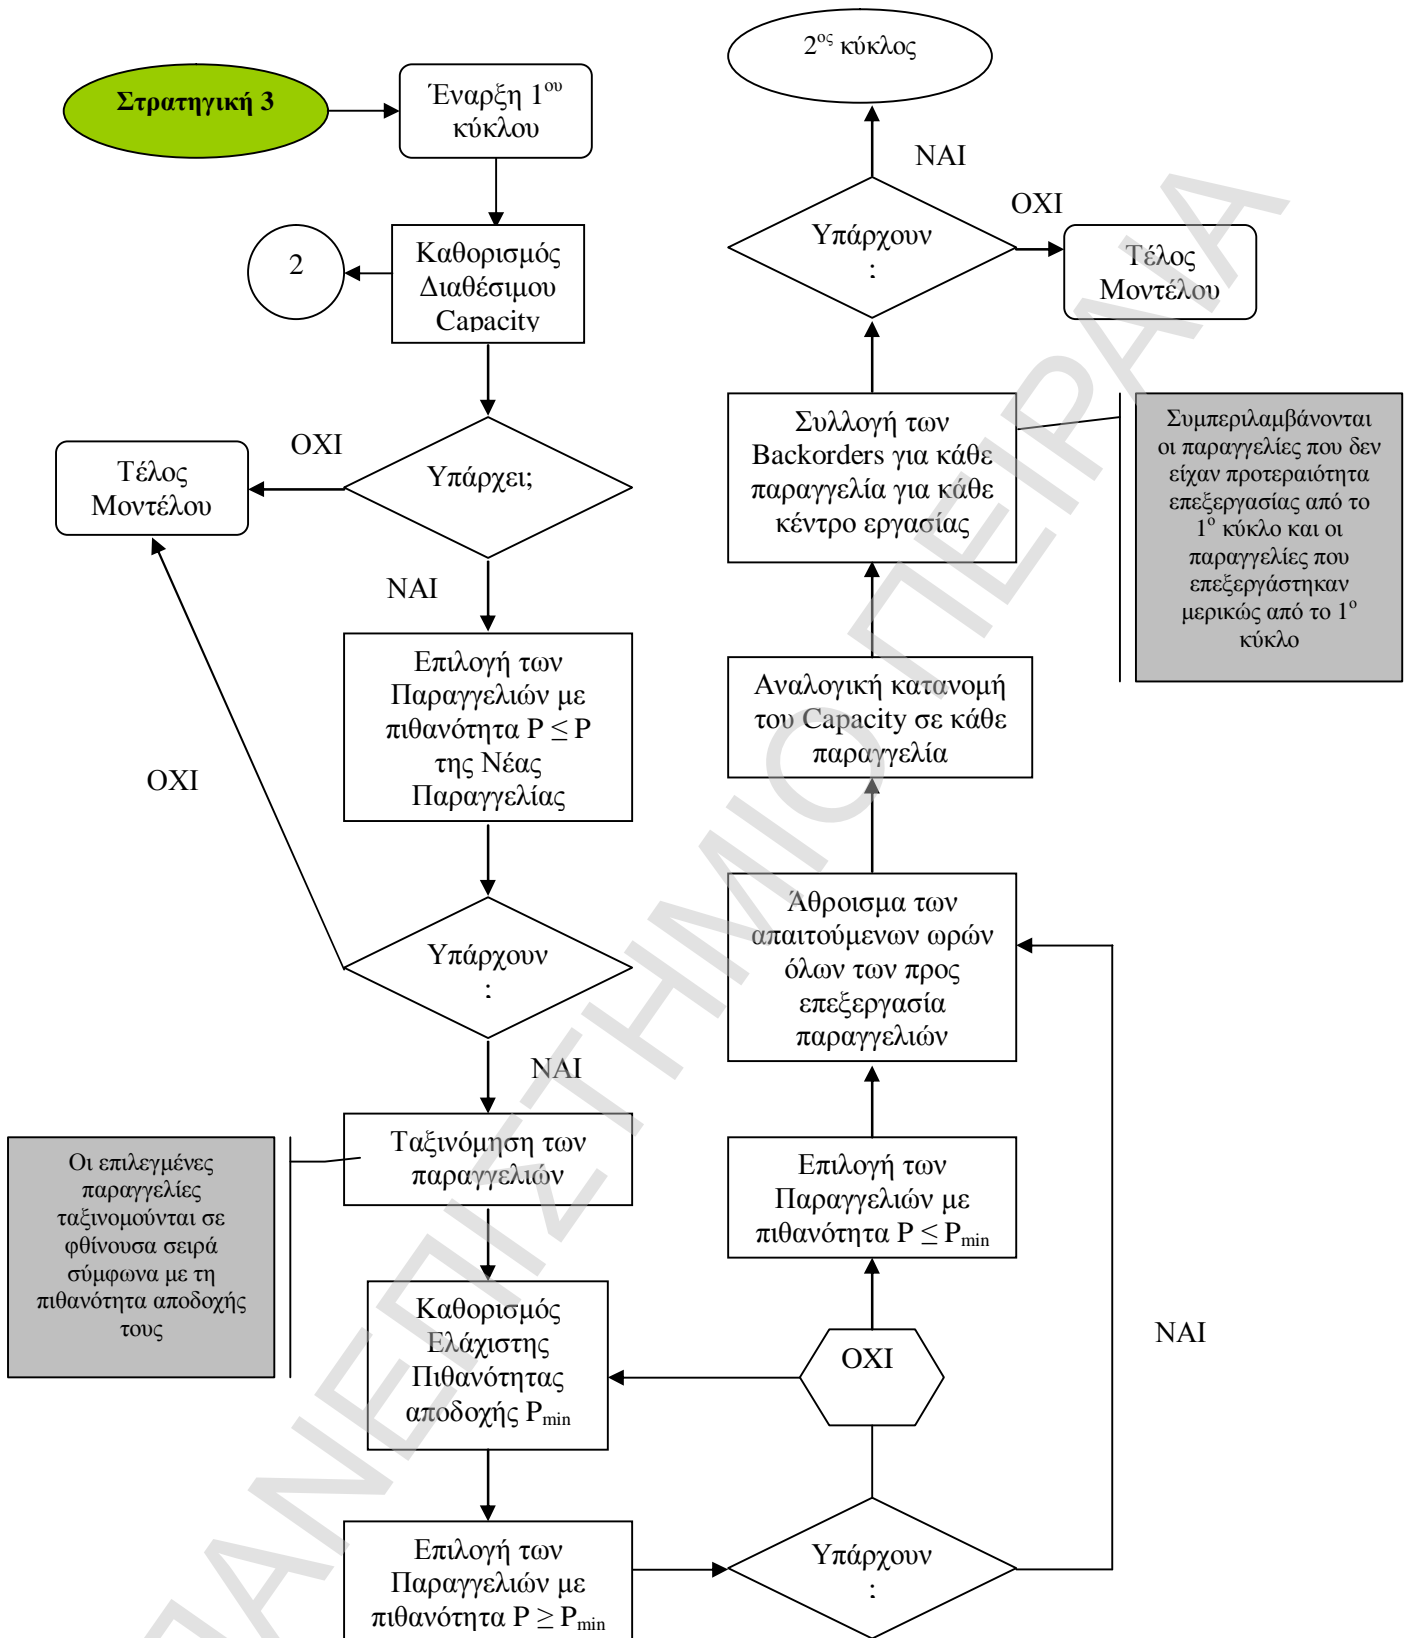 Στρατηγική 3
Έναρξη 1ου
κύκλου
Καθορισμός
Διαθέσιμου
Capacity
2
Υπάρχει;
ΟΧΙ
Τέλος
Μοντέλου
ΝΑΙ
Επιλογή των
Παραγγελιών με
πιθανότητα P ≤ P
της Νέας
Παραγγελίας
ΟΧΙ
Υπάρχουν
;
ΝΑΙ
Ταξινόμηση των
παραγγελιών
Οι επιλεγμένες
παραγγελίες
ταξινομούνται σε
φθίνουσα σειρά
σύμφωνα με τη
πιθανότητα αποδοχής
τους
Καθορισμός
Ελάχιστης
Πιθανότητας
αποδοχής Pmin
Επιλογή των
Παραγγελιών με
πιθανότητα P ≥ Pmin
Υπάρχουν
;
ΟΧΙ
ΝΑΙ
Επιλογή των
Παραγγελιών με
πιθανότητα P ≤ Pmin
Άθροισμα των
απαιτούμενων ωρών
όλων των προς
επεξεργασία
παραγγελιών
Αναλογική κατανομή
του Capacity σε κάθε
παραγγελία
Συλλογή των
Backorders για κάθε
παραγγελία για κάθε
κέντρο εργασίας
Συμπεριλαμβάνονται
οι παραγγελίες που δεν
είχαν προτεραιότητα
επεξεργασίας από το
1ο κύκλο και οι
παραγγελίες που
επεξεργάστηκαν
μερικώς από το 1ο
κύκλο
Υπάρχουν
;
ΟΧΙ
Τέλος
Μοντέλου
ΝΑΙ
2ος κύκλος
ΠΑΝΕΠΙΣΤΗΜΙΟ ΠΕΙΡΑΙΑ